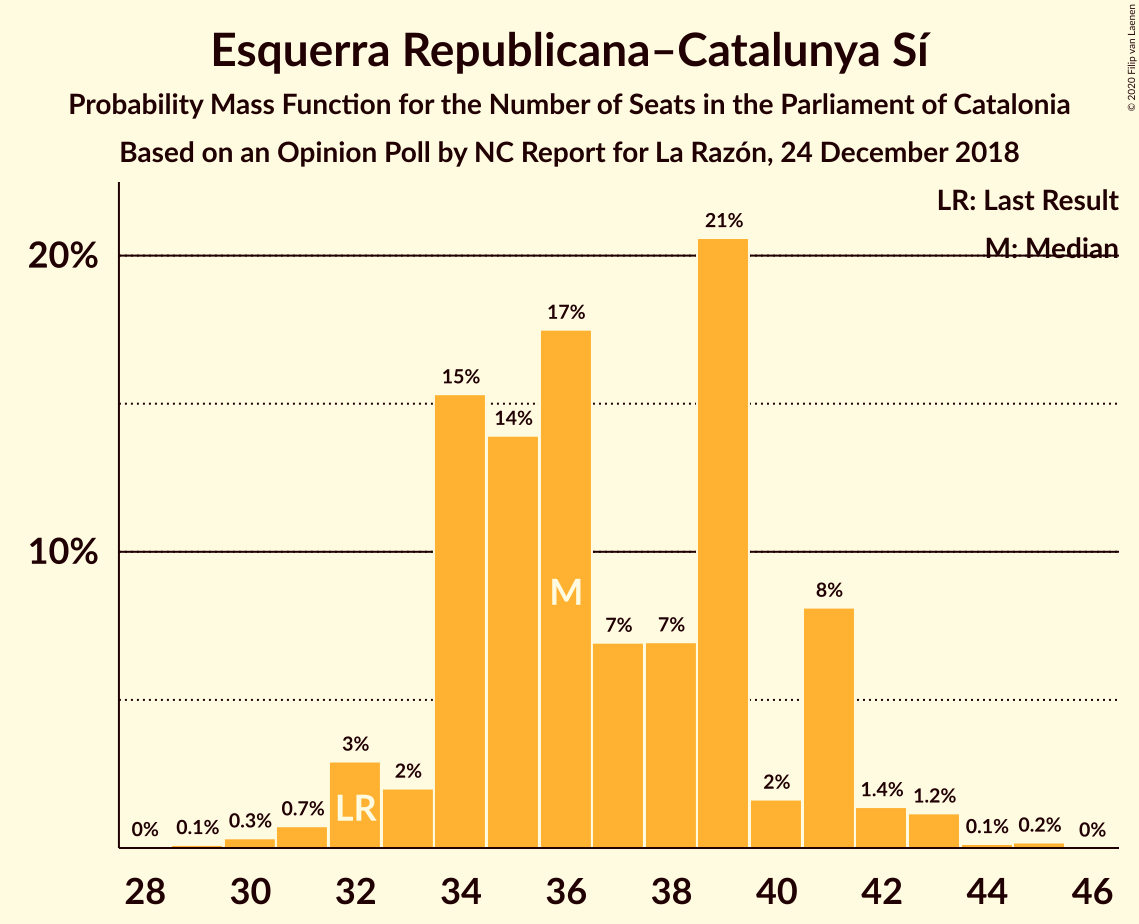 Esquerra Republicana–Catalunya Sí
Probability Mass Function for the Number of Seats in the Parliament of Catalonia
Based on an Opinion Poll by NC Report for La Razón, 24 December 2018
© 2020 Filip van Laenen
LR: Last Result
M: Median
20%
10%
0%
0.1%
0.3%
0.7%
3%
2%
15%
14%
17%
7%
7%
21%
2%
8%
1.4%
1.2%
0.1%
0.2%
0%
LR
M
28 30 32 34 36 38 40 42 44 46